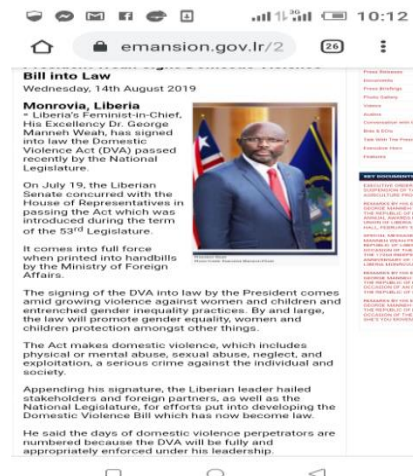 10:12
emansion.gov.lr/2
26
Bill into Law
Wednesday, 14th August 2019
Monrovia, Liberia
- Liberia's Feminist-in-Chief,
His Excellency Dr. George
Manneh Weah, has signed
into law the Domestic
Violence Act (DVA) passed
recently by the National
Legislature.
On July 19, the Liberian
Senate concurred with the
House of Representatives in
passing the Act which was
introduced during the term
of the 53rd Legislature.
It comes into full force
when printed into handbills
by the Ministry of Foreign
Affairs.
The signing of the DVA into law by the President comes
amid growing violence against women and children and
entrenched gender inequality practices. By and large,
the law will promote gender equality, women and
children protection amongst other things.
The Act makes domestic violence, which includes
physical or mental abuse, sexual abuse, neglect, and
exploitation, a serious crime against the individual and
society.
Appending his signature, the Liberian leader hailed
stakeholders and foreign partners, as well as the
National Legislature, for efforts put into developing the
Domestic Violence Bill which has now become law.
He said the days of domestic violence perpetrators are
numbered because the DVA will be fully and
appropriately enforced under his leadership.
Press Releases
Documents
Press Briefings
Photo Gallery
Videos
Features
KEY DOCUMENTS